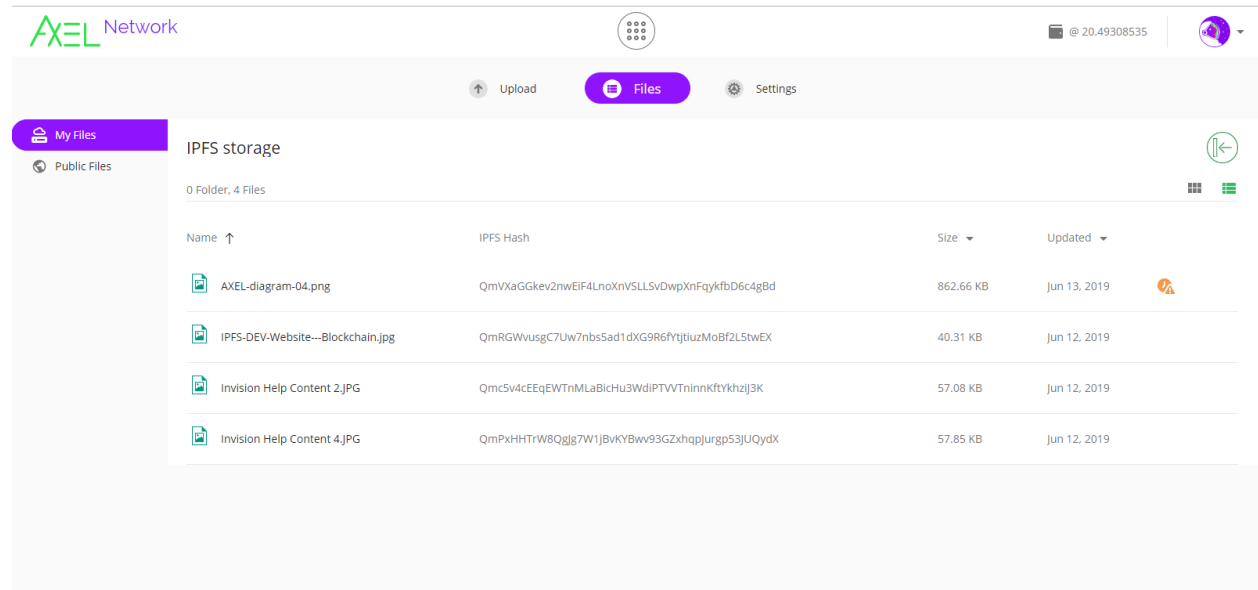 AXEL Network
@ 20.49308535
Upload
Files
Settings
My Files
Public Files
IPFS storage
0 Folder, 4 Files
Name IPFS Hash Size Updated
AXEL-diagram-04.png QmVXaGGkev2nwEiF4LnoXnVSLLSvDwpXnFqykfbD6c4gBd 862.66 KB Jun 13, 2019
IPFS-DEV-Website---Blockchain.jpg QmRGWvusgC7Uw7nbs5ad1dXG9R6fYtjtiuzMoBf2L5twEX 40.31 KB Jun 12, 2019
Invision Help Content 2.JPG Qmc5v4cEEqEWTnMLaBicHu3WdiPTVVTninnKftYkhziJ3K 57.08 KB Jun 12, 2019
Invision Help Content 4.JPG QmPxHHTrW8QgJg7W1jBvKYBwv93GZxhqpJurgp53JUQydX 57.85 KB Jun 12, 2019